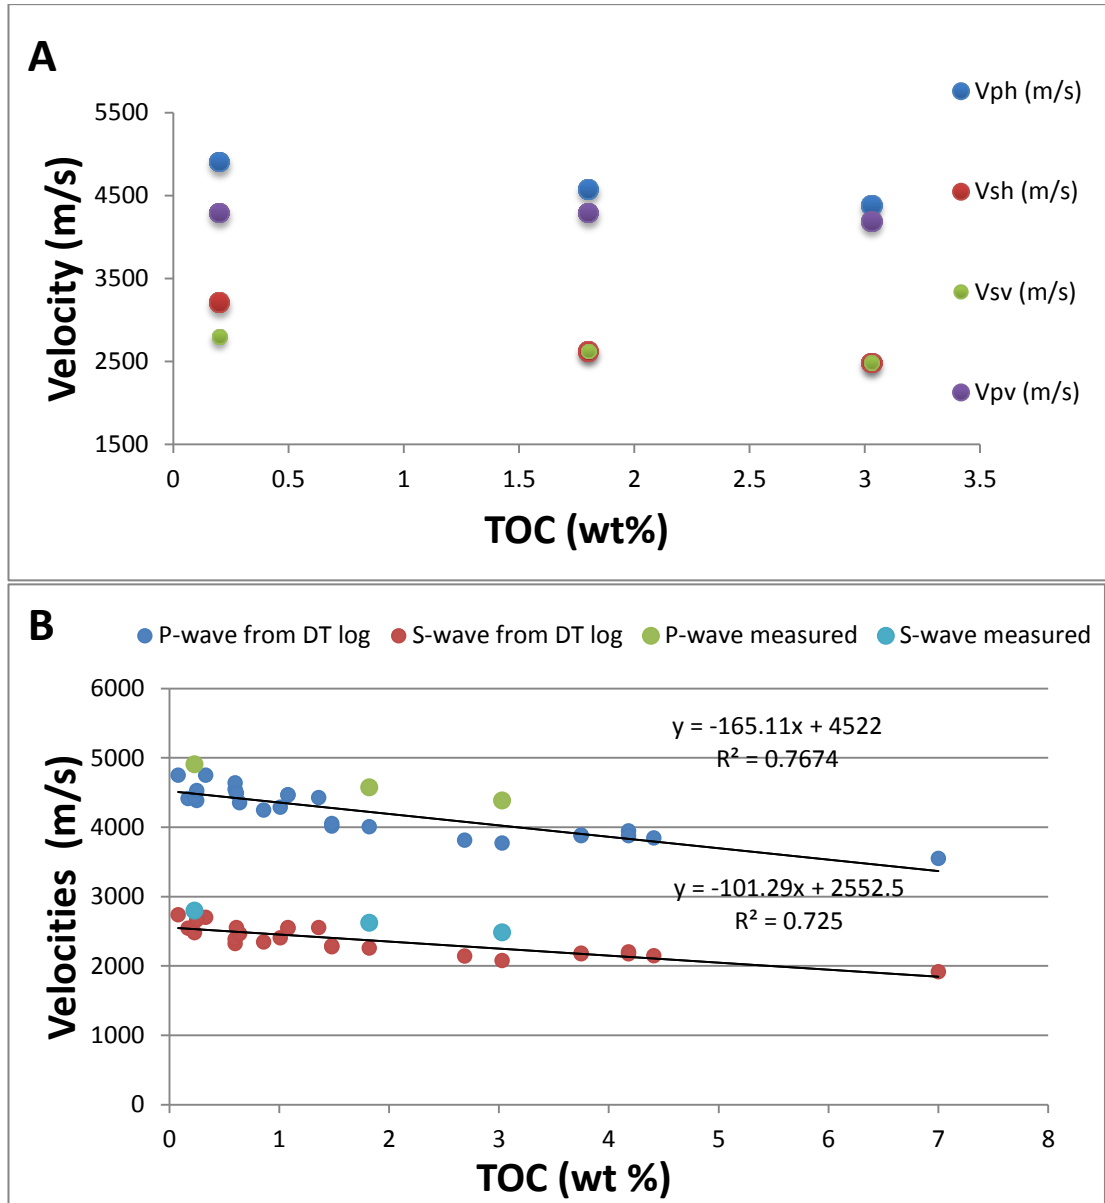 A
Vph (m/s)
5500
4500
3500
2500
1500
Velocity (m/s)
Vsh (m/s)
Vsv (m/s)
Vpv (m/s)
0 0.5 1 1.5 2 2.5 3 3.5
TOC (wt%)
B
P-wave from DT log S-wave from DT log P-wave measured S-wave measured
6000
5000
4000
3000
2000
1000
0
Velocities (m/s)
y = -165.11x + 4522
R² = 0.7674
y = -101.29x + 2552.5
R² = 0.725
0 1 2 3 4 5 6 7 8
TOC (wt %)